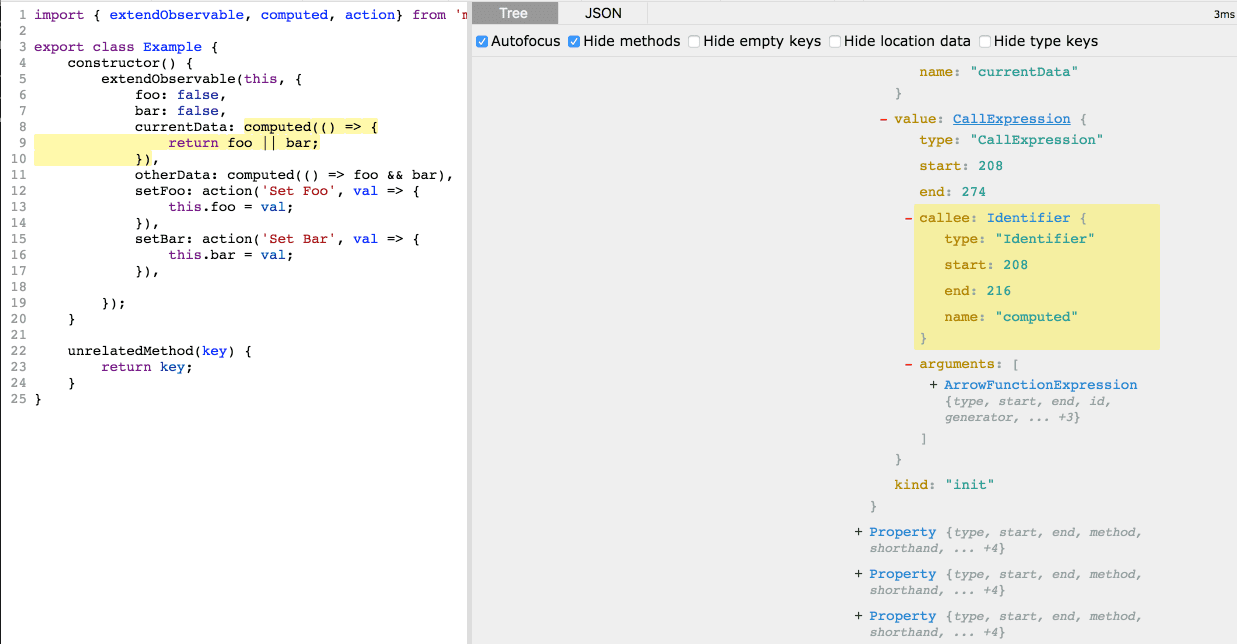 1 import { extendObservable, computed, action} from '
2
3 export class Example {
4 constructor() {
5 extendObservable(this, {
6 foo: false,
7 bar: false,
8 currentData: computed(() => {
9 return foo || bar;
10 }),
11 otherData: computed(() => foo && bar),
12 setFoo: action('Set Foo', val => {
13 this.foo = val;
14 }),
15 setBar: action('Set Bar', val => {
16 this.bar = val;
17 }),
18
19 });
20 }
21
22 unrelatedMethod(key) {
23 return key;
24 }
25 }
Tree JSON 3ms
Autofocus Hide methods Hide empty keys Hide location data Hide type keys
name: "currentData"
}
- value: CallExpression {
type: "CallExpression"
start: 208
end: 274
- callee: Identifier {
type: "Identifier"
start: 208
end: 216
name: "computed"
}
- arguments: [
+ ArrowFunctionExpression
{type, start, end, id,
generator, ... +3}
]
}
kind: "init"
}
+ Property {type, start, end, method,
shorthand, ... +4}
+ Property {type, start, end, method,
shorthand, ... +4}
+ Property {type, start, end, method,
shorthand, ... +4}